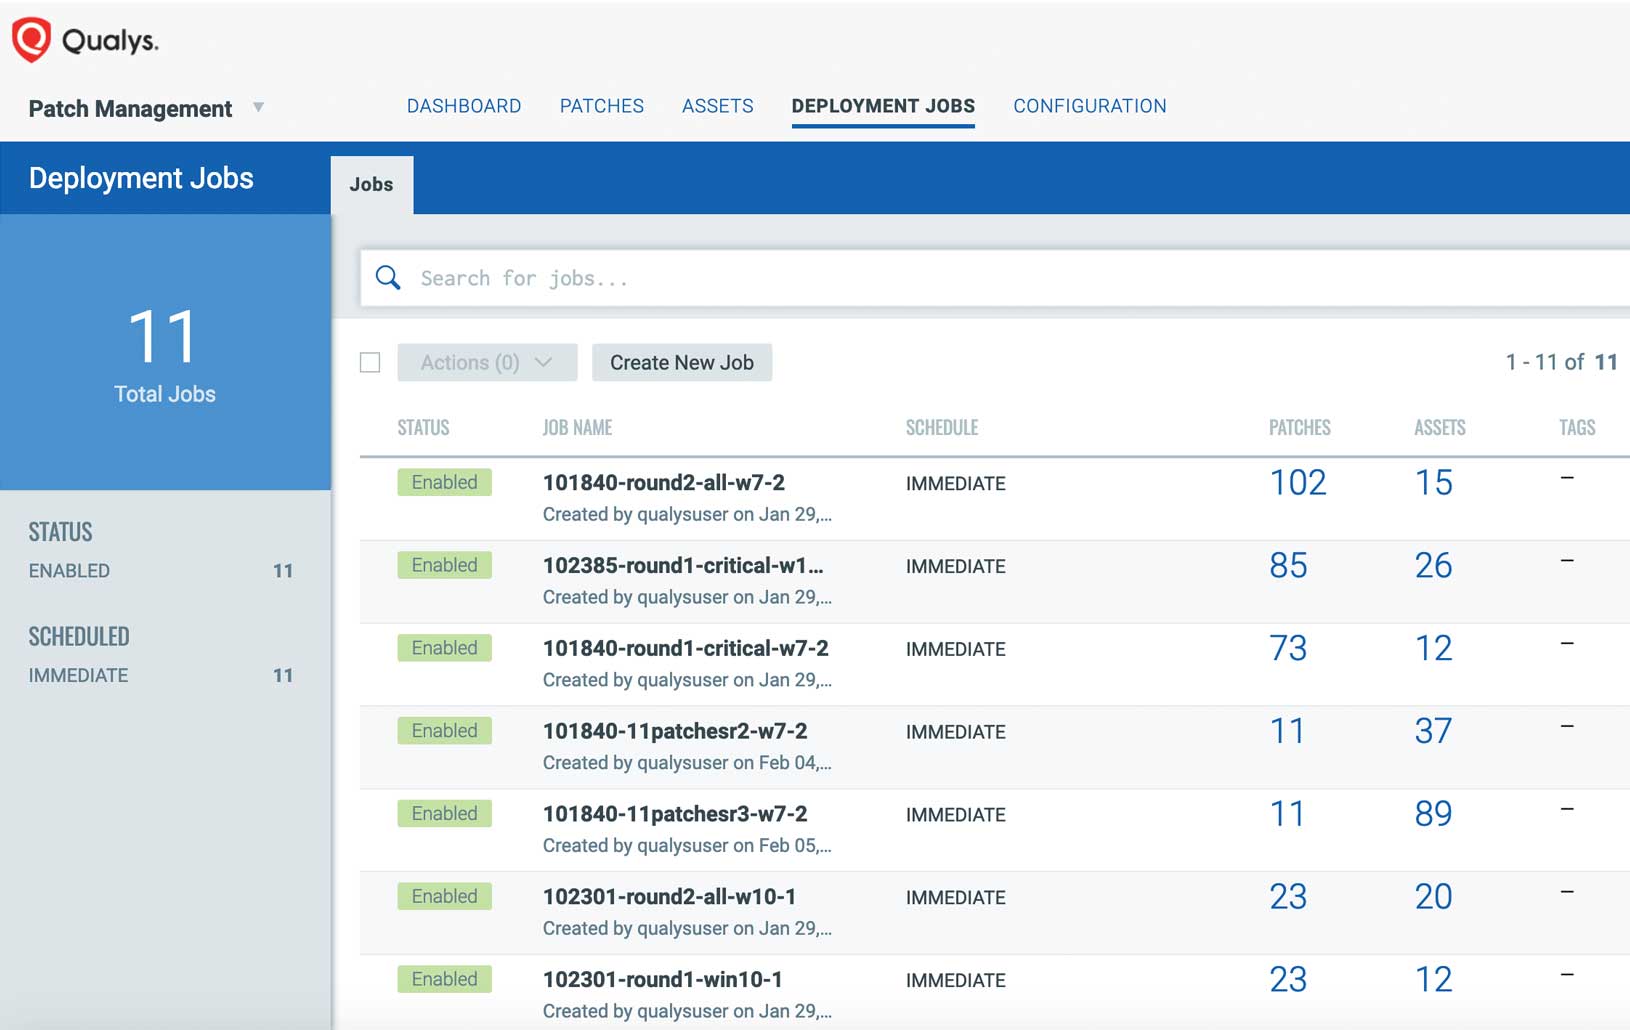 Qualys.
Patch Management
DASHBOARD PATCHES ASSETS DEPLOYMENT JOBS CONFIGURATION
Deployment Jobs
Jobs
11
Total Jobs
STATUS
ENABLED 11
SCHEDULED
IMMEDIATE 11
Search for jobs...
Actions (0) Create New Job 1 - 11 of 11
STATUS JOB NAME SCHEDULE PATCHES ASSETS TAGS
Enabled 101840-round2-all-w7-2 IMMEDIATE 102 15 –
Created by qualysuser on Jan 29,...
Enabled 102385-round1-critical-w1... IMMEDIATE 85 26 –
Created by qualysuser on Jan 29,...
Enabled 101840-round1-critical-w7-2 IMMEDIATE 73 12 –
Created by qualysuser on Jan 29,...
Enabled 101840-11patchesr2-w7-2 IMMEDIATE 11 37 –
Created by qualysuser on Feb 04,...
Enabled 101840-11patchesr3-w7-2 IMMEDIATE 11 89 –
Created by qualysuser on Feb 05,...
Enabled 102301-round2-all-w10-1 IMMEDIATE 23 20 –
Created by qualysuser on Jan 29,...
Enabled 102301-round1-win10-1 IMMEDIATE 23 12 –
Created by qualysuser on Jan 29,...